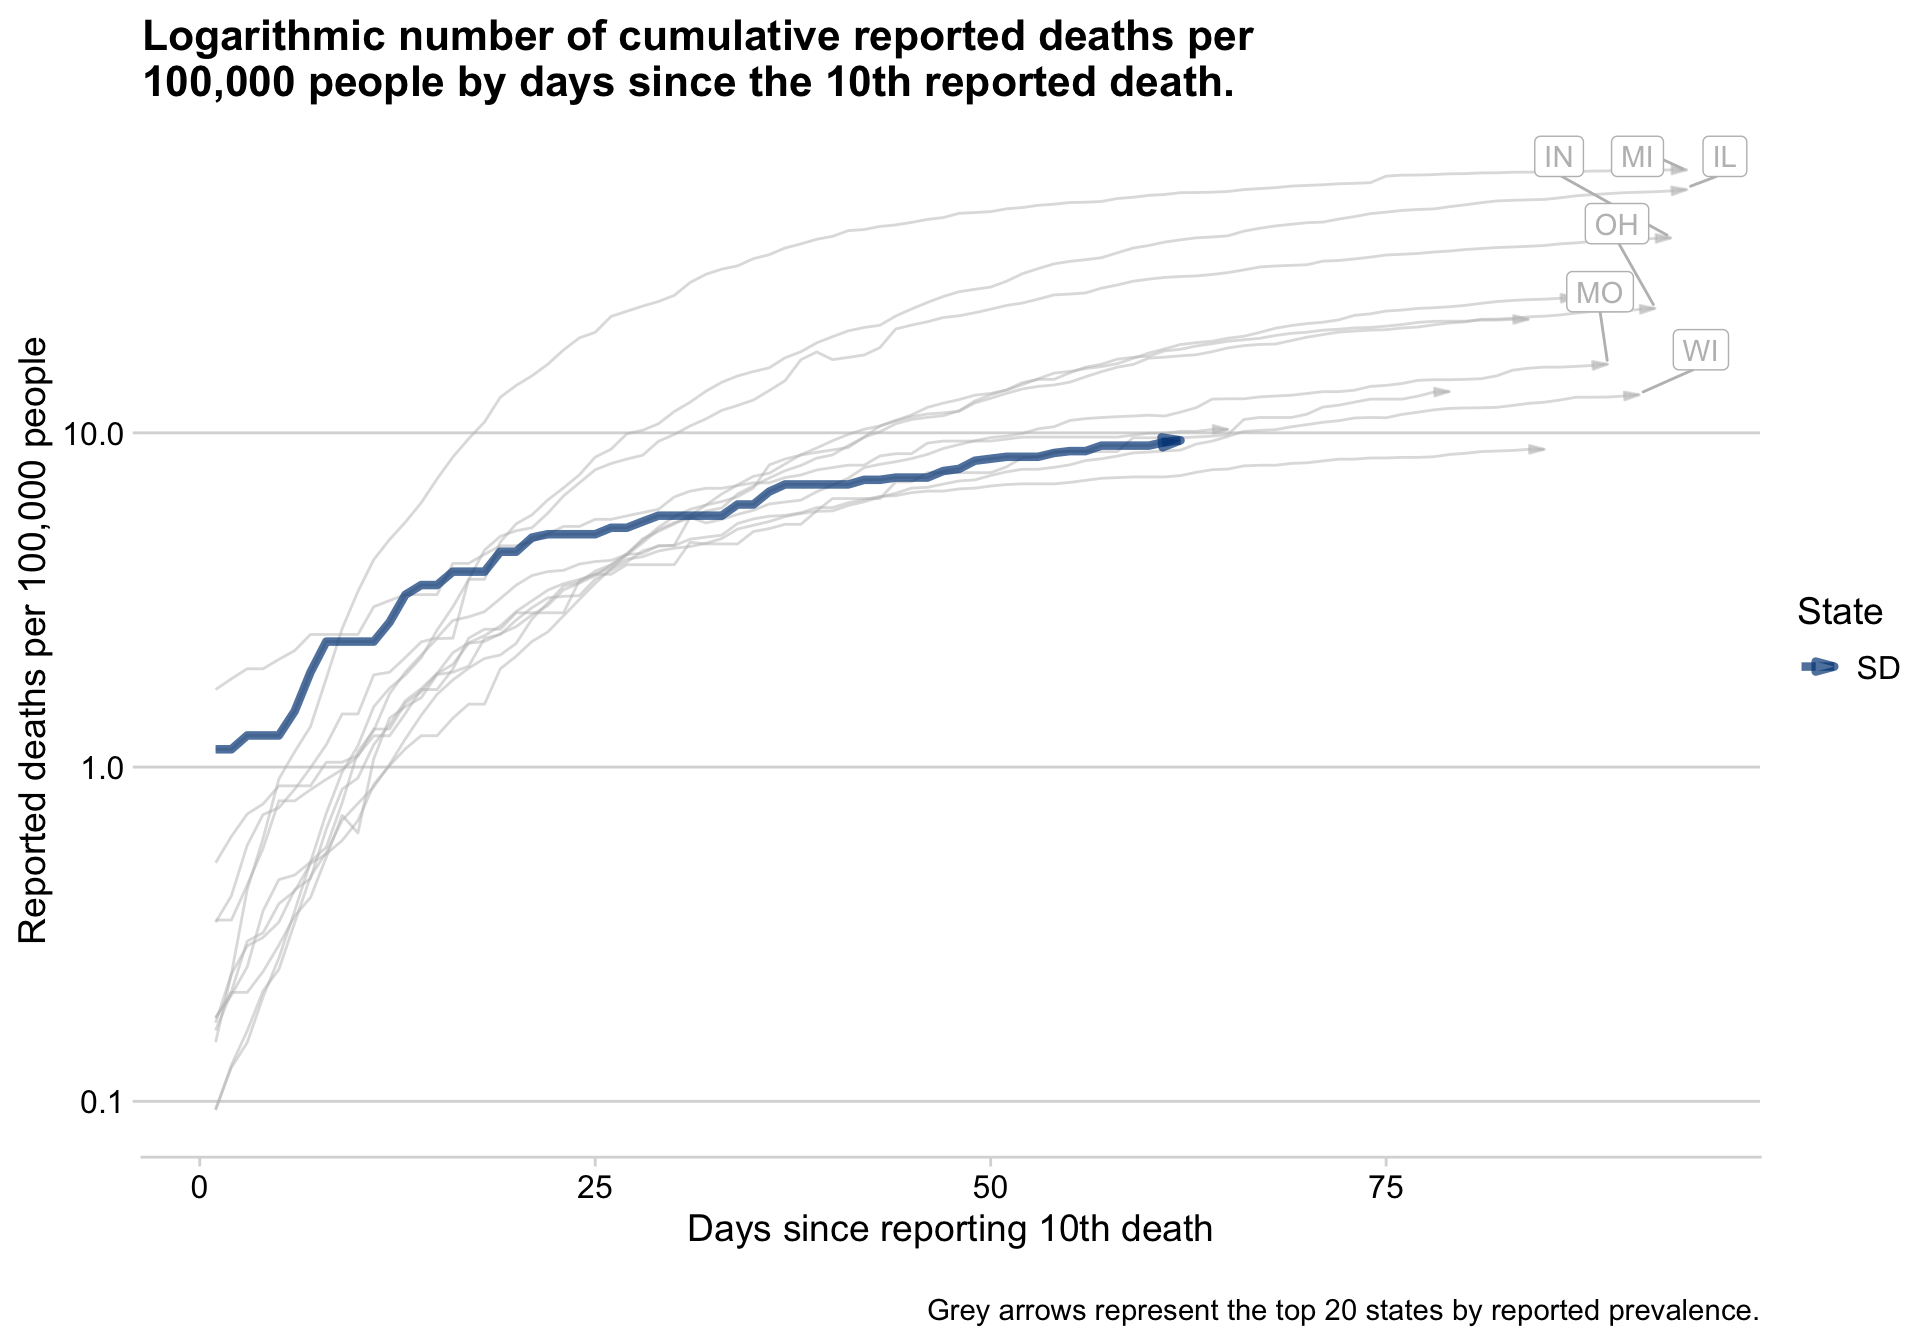 Logarithmic number of cumulative reported deaths per
100,000 people by days since the 10th reported death.
IN
MI
IL
OH
MO
WI
Reported deaths per 100,000 people
10.0
1.0
0.1
State
SD
0
25
50
75
Days since reporting 10th death
Grey arrows represent the top 20 states by reported prevalence.